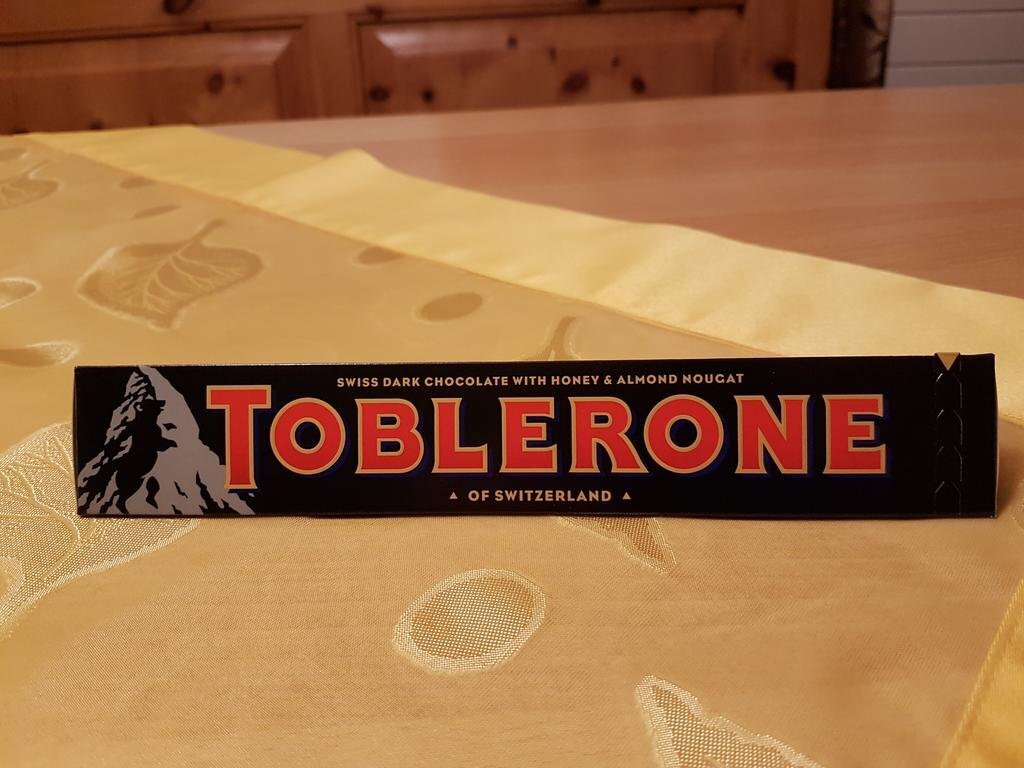 SWISS DARK CHOCOLATE WITH HONEY & ALMOND NOUGAT
TOBLERONE
OF SWITZERLAND